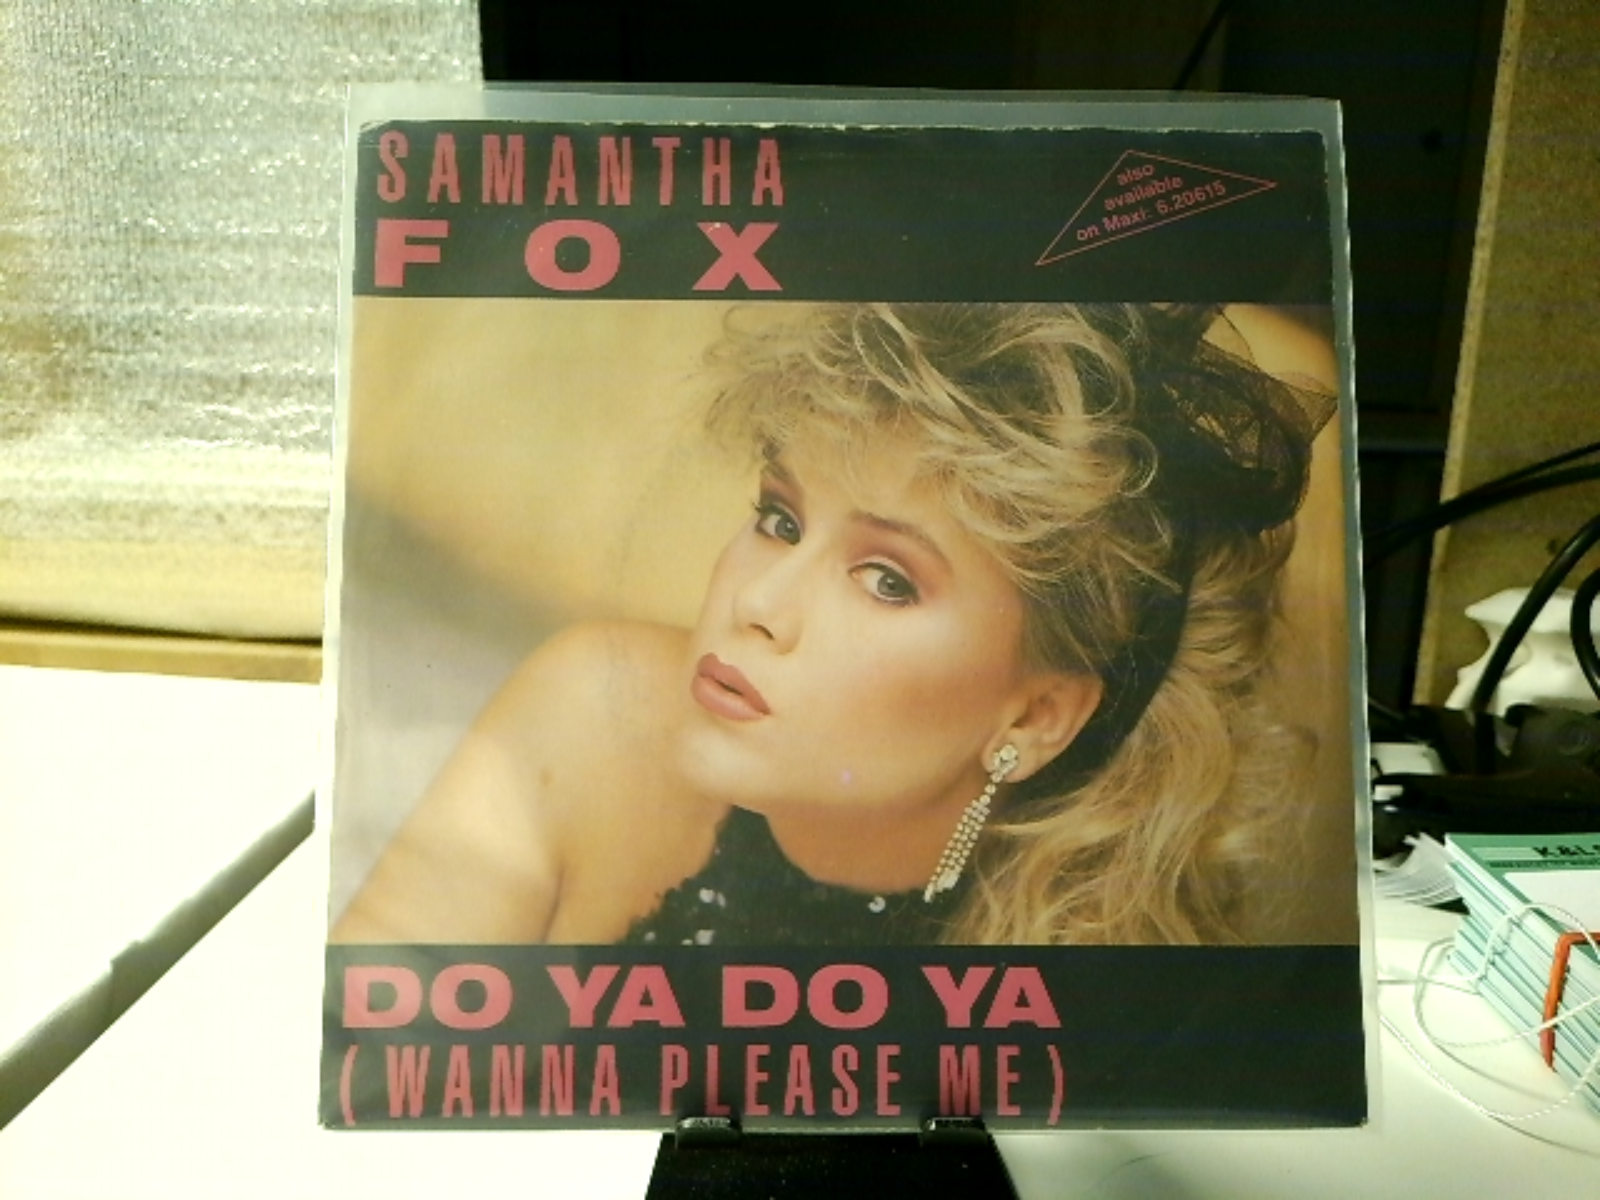 SAMANTHA
FOX
also
available
on Maxi: 6.20615
DO YA DO YA
(WANNA PLEASE ME)